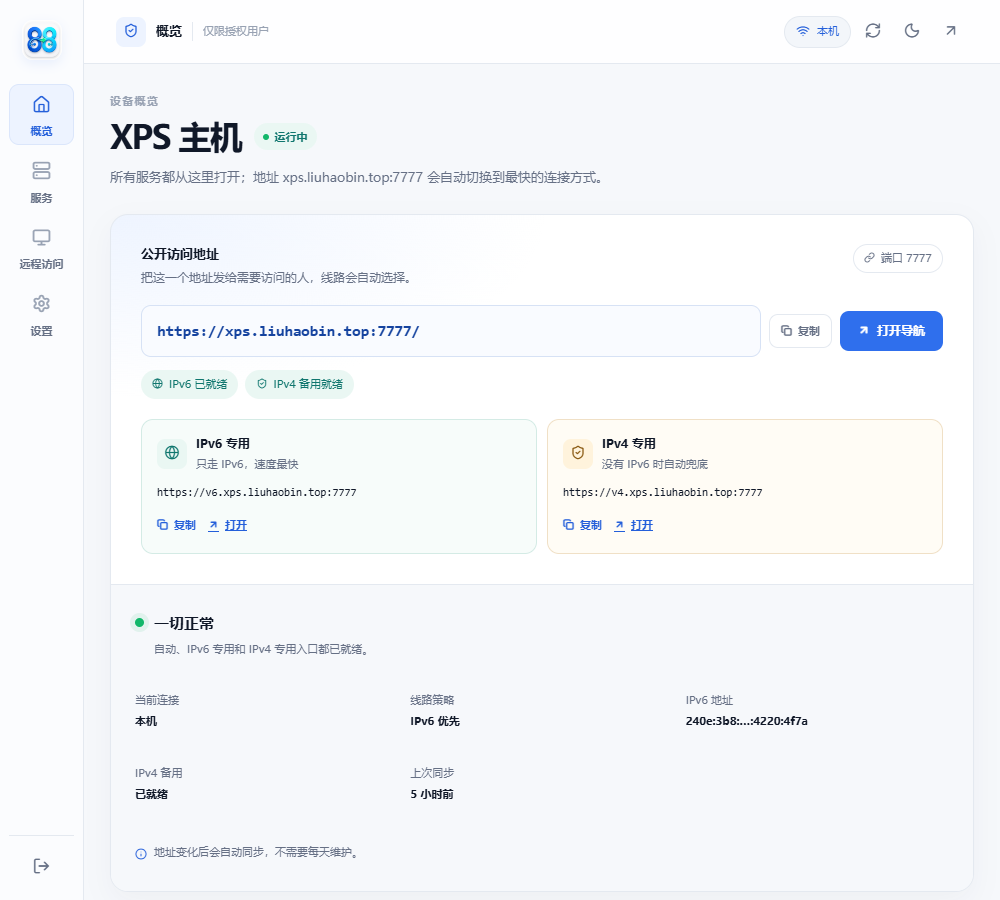 概览
仅限授权用户
本机
概览
服务
远程访问
设置
设备概览
XPS 主机
运行中
所有服务都从这里打开；地址 xps.liuhaobin.top:7777 会自动切换到最快的连接方式。
公开访问地址
把这一个地址发给需要访问的人，线路会自动选择。
端口 7777
https://xps.liuhaobin.top:7777/
复制
打开导航
IPv6 已就绪
IPv4 备用就绪
IPv6 专用
只走 IPv6，速度最快
https://v6.xps.liuhaobin.top:7777
复制
打开
IPv4 专用
没有 IPv6 时自动兜底
https://v4.xps.liuhaobin.top:7777
复制
打开
一切正常
自动、IPv6 专用和 IPv4 专用入口都已就绪。
当前连接
本机
线路策略
IPv6 优先
IPv6 地址
240e:3b8:…:4220:4f7a
IPv4 备用
已就绪
上次同步
5 小时前
地址变化后会自动同步，不需要每天维护。